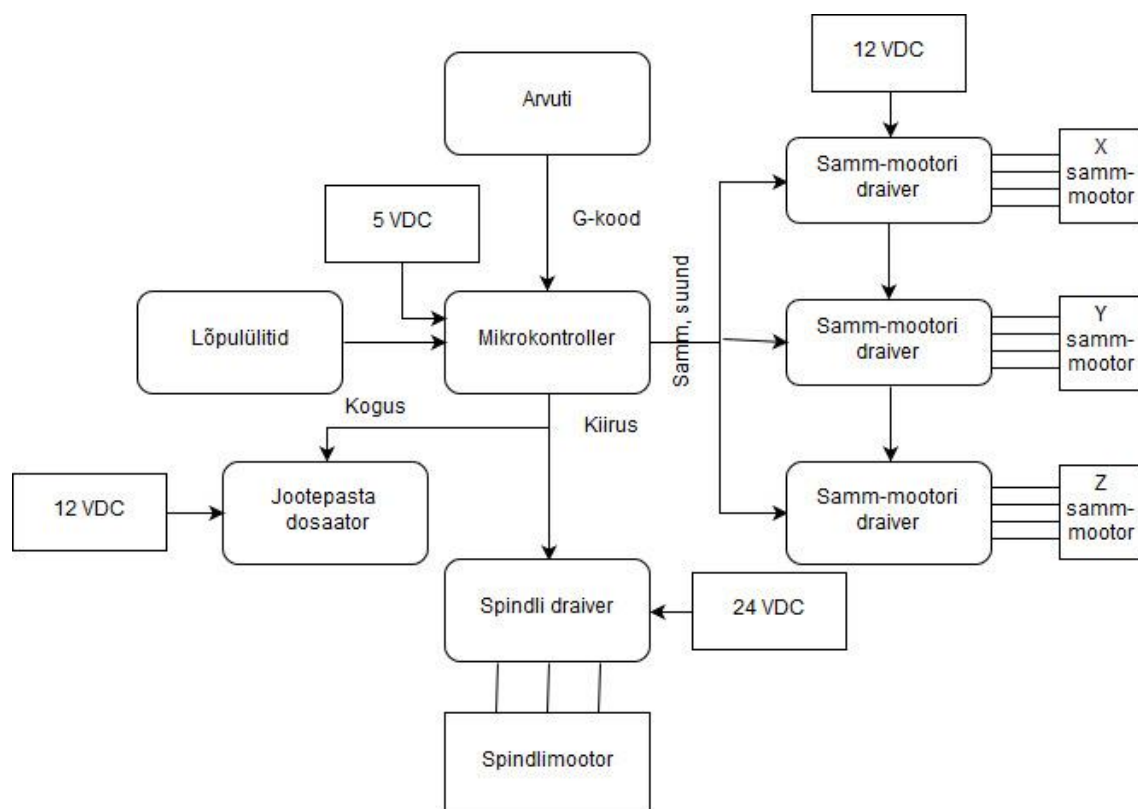 12 VDC
Arvuti
Samm-mootori
draiver
X
samm-
mootor
5 VDC
G-kood
Samm, suund
Lõpulülitid
Mikrokontroller
Samm-mootori
draiver
Y
samm-
mootor
Kogus
Kiirus
12 VDC
Jootepasta
dosaator
Samm-mootori
draiver
Z
samm-
mootor
Spindli draiver
24 VDC
Spindlimootor